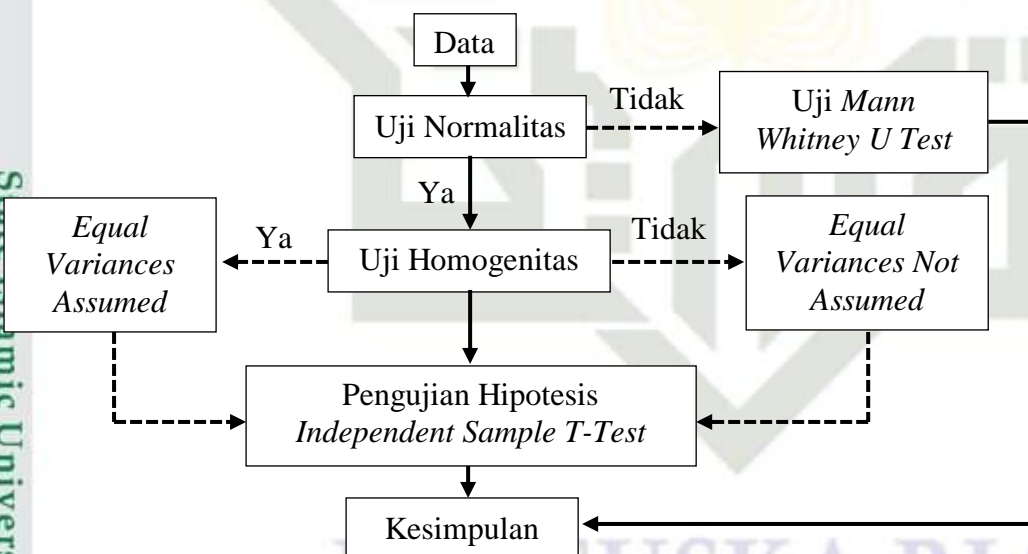 Data
Uji Normalitas
Tidak
Uji Mann
Whitney U Test
Ya
Equal
Variances
Assumed
Ya
Uji Homogenitas
Tidak
Equal
Variances Not
Assumed
Pengujian Hipotesis
Independent Sample T-Test
Kesimpulan